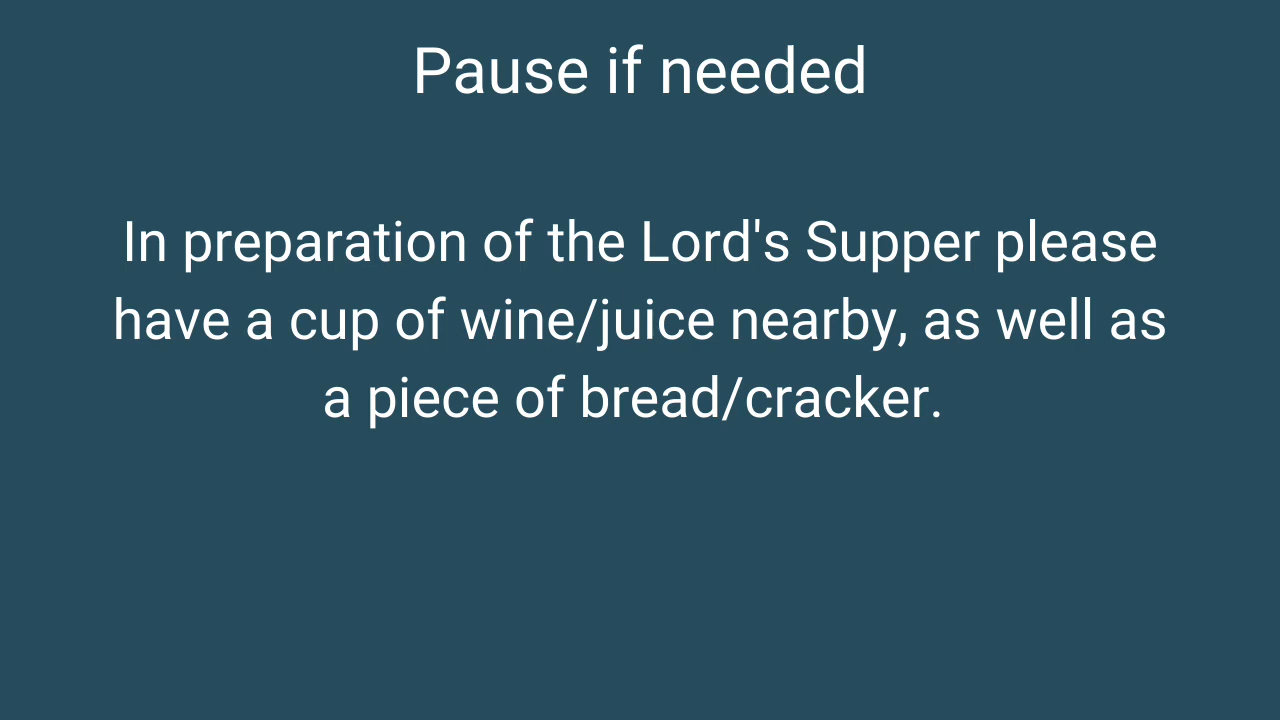 Pause if needed
In preparation of the Lord's Supper please
have a cup of wine/juice nearby, as well as
a piece of bread/cracker.